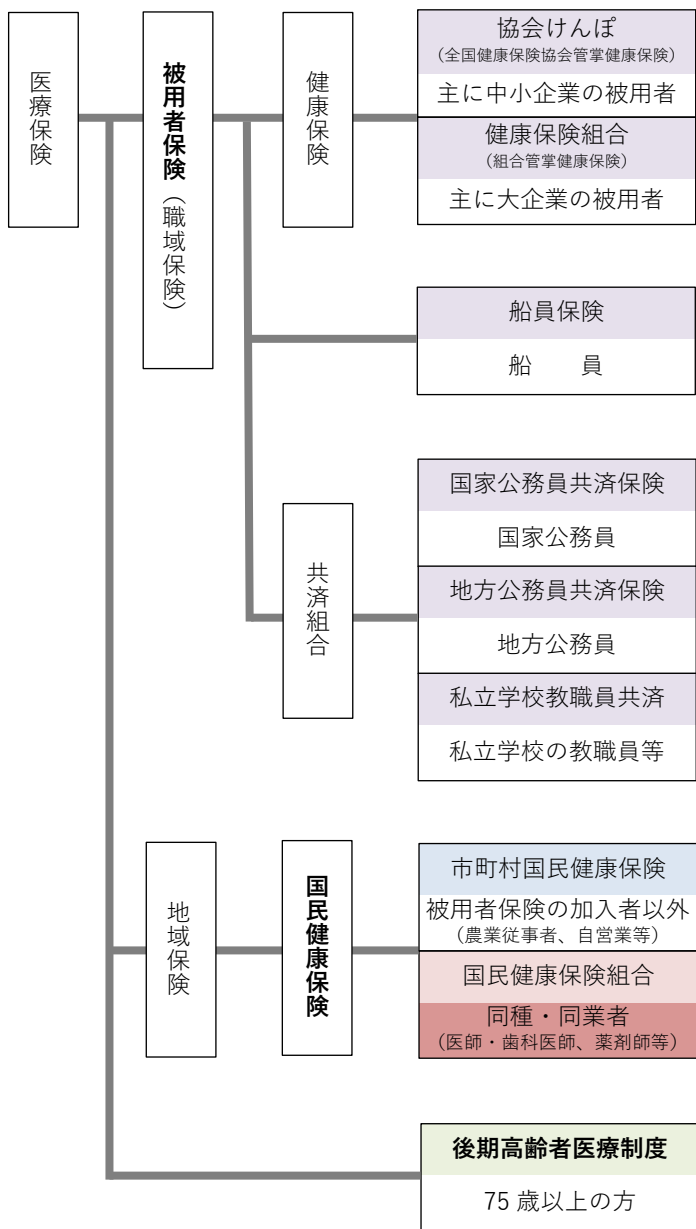 医療保険
被用者保険（職域保険）
健康保険
協会けんぽ
（全国健康保険協会管掌健康保険）
主に中小企業の被用者
健康保険組合
（組合管掌健康保険）
主に大企業の被用者
船員保険
船　　員
共済組合
国家公務員共済保険
国家公務員
地方公務員共済保険
地方公務員
私立学校教職員共済
私立学校の教職員等
地域保険
国民健康保険
市町村国民健康保険
被用者保険の加入者以外
（農業従事者、自営業等）
国民健康保険組合
同種・同業者
（医師・歯科医師、薬剤師等）
後期高齢者医療制度
75 歳以上の方